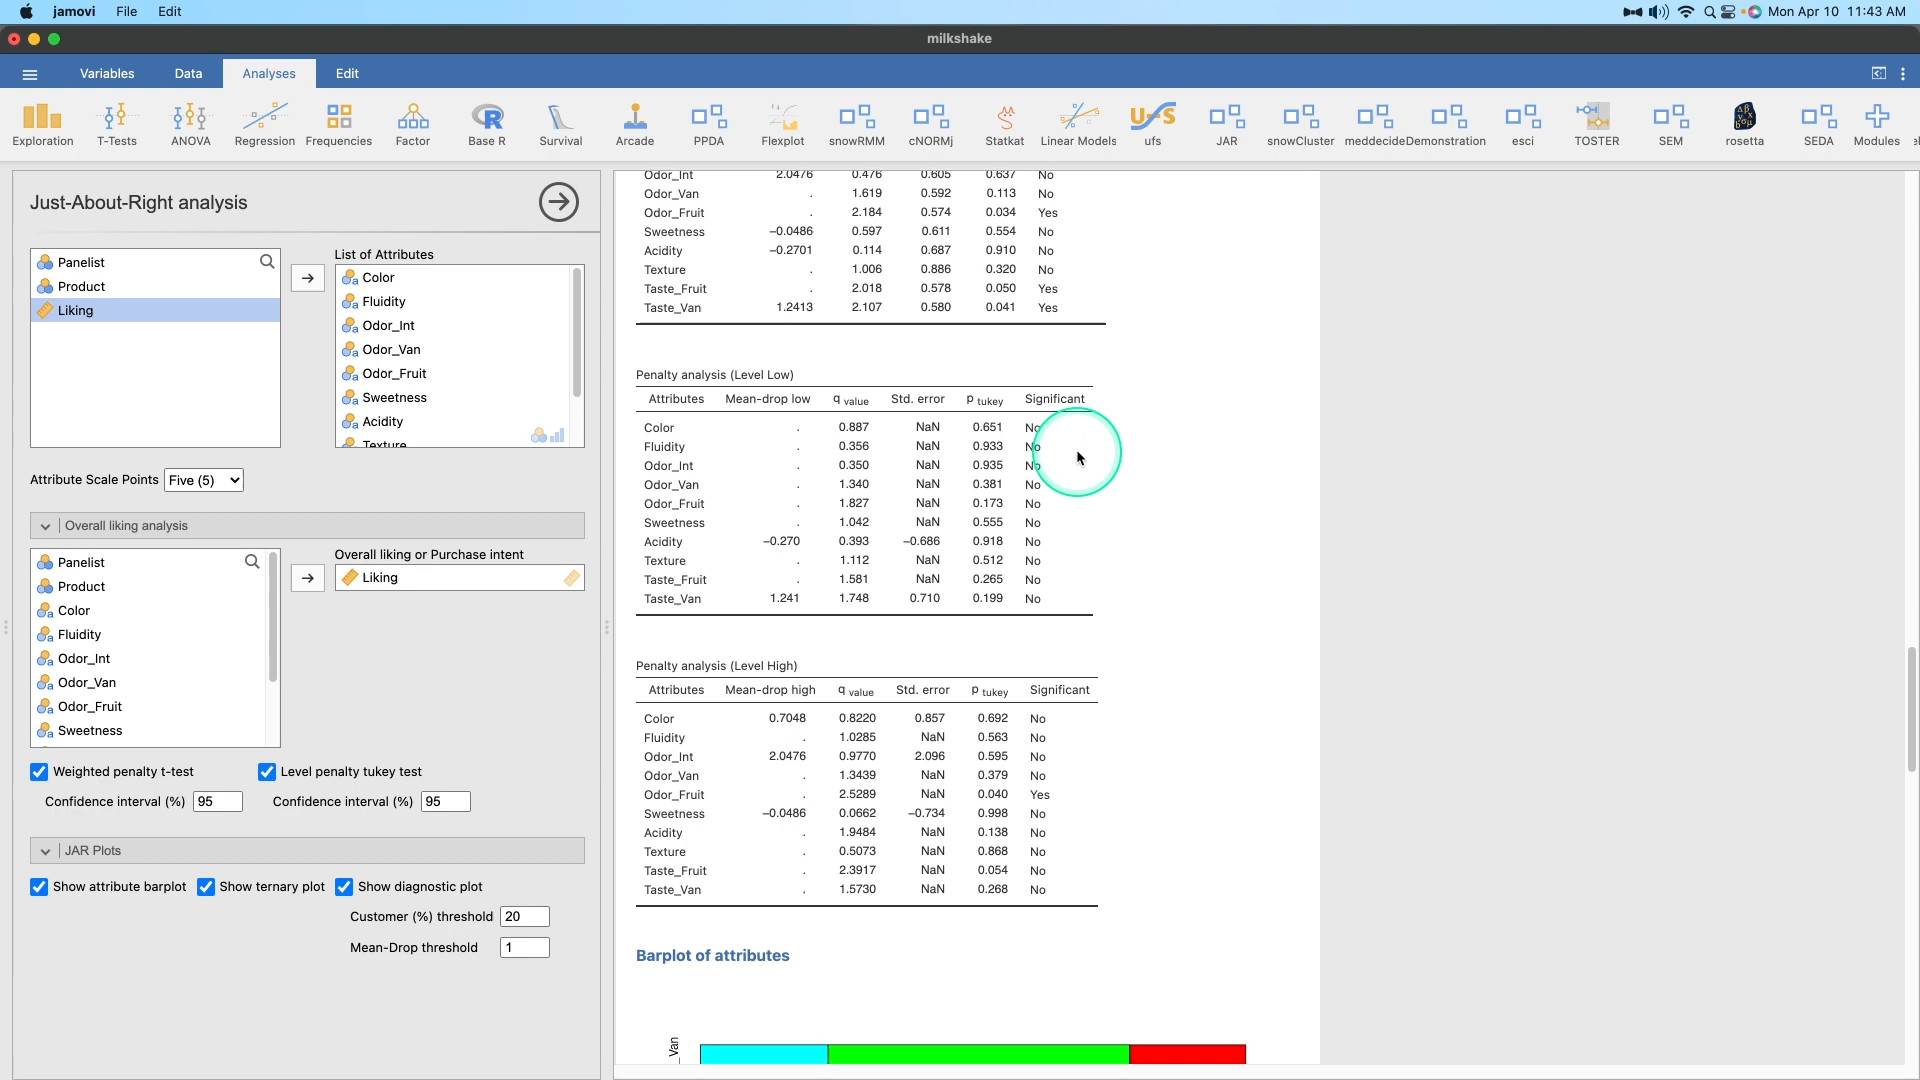 jamovi File Edit Mon Apr 10 11:43 AM
milkshake
Variables Data Analyses Edit
Exploration T-Tests ANOVA Regression Frequencies Factor Base R Survival Arcade PPDA Flexplot snowRMM cNORMj Statkat Linear Models ufs JAR snowCluster meddecide Demonstration esci TOSTER SEM rosetta SEDA Modules
Just-About-Right analysis
Panelist
Product
Liking
List of Attributes
Color
Fluidity
Odor_Int
Odor_Van
Odor_Fruit
Sweetness
Acidity
Texture
Attribute Scale Points Five (5)
Overall liking analysis
Panelist
Product
Color
Fluidity
Odor_Int
Odor_Van
Odor_Fruit
Sweetness
Overall liking or Purchase intent
Liking
Weighted penalty t-test Level penalty tukey test
Confidence interval (%) 95 Confidence interval (%) 95
JAR Plots
Show attribute barplot Show ternary plot Show diagnostic plot
Customer (%) threshold 20
Mean-Drop threshold 1
Odor_Int 2.0476 0.476 0.605 0.637 No
Odor_Van . 1.619 0.592 0.113 No
Odor_Fruit . 2.184 0.574 0.034 Yes
Sweetness −0.0486 0.597 0.611 0.554 No
Acidity −0.2701 0.114 0.687 0.910 No
Texture . 1.006 0.886 0.320 No
Taste_Fruit . 2.018 0.578 0.050 Yes
Taste_Van 1.2413 2.107 0.580 0.041 Yes
Penalty analysis (Level Low)
Attributes Mean-drop low q value Std. error p tukey Significant
Color . 0.887 NaN 0.651 No
Fluidity . 0.356 NaN 0.933 No
Odor_Int . 0.350 NaN 0.935 No
Odor_Van . 1.340 NaN 0.381 No
Odor_Fruit . 1.827 NaN 0.173 No
Sweetness . 1.042 NaN 0.555 No
Acidity −0.270 0.393 −0.686 0.918 No
Texture . 1.112 NaN 0.512 No
Taste_Fruit . 1.581 NaN 0.265 No
Taste_Van 1.241 1.748 0.710 0.199 No
Penalty analysis (Level High)
Attributes Mean-drop high q value Std. error p tukey Significant
Color 0.7048 0.8220 0.857 0.692 No
Fluidity . 1.0285 NaN 0.563 No
Odor_Int 2.0476 0.9770 2.096 0.595 No
Odor_Van . 1.3439 NaN 0.379 No
Odor_Fruit . 2.5289 NaN 0.040 Yes
Sweetness −0.0486 0.0662 −0.734 0.998 No
Acidity . 1.9484 NaN 0.138 No
Texture . 0.5073 NaN 0.868 No
Taste_Fruit . 2.3917 NaN 0.054 No
Taste_Van . 1.5730 NaN 0.268 No
Barplot of attributes
_Van